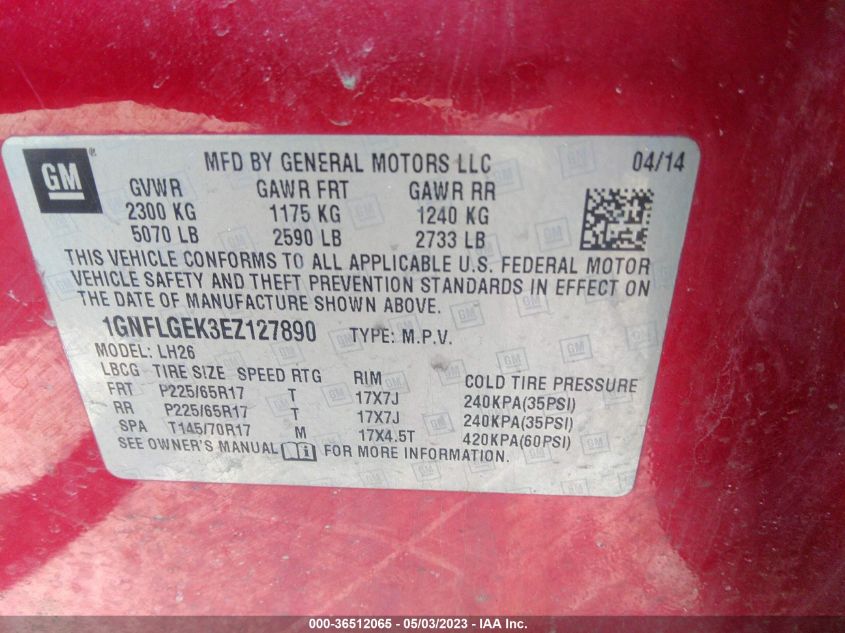 GM ® MFD BY GENERAL MOTORS LLC 04/14
GVWR GAWR FRT GAWR RR
2300 KG 1175 KG 1240 KG
5070 LB 2590 LB 2733 LB
THIS VEHICLE CONFORMS TO ALL APPLICABLE U.S. FEDERAL MOTOR
VEHICLE SAFETY AND THEFT PREVENTION STANDARDS IN EFFECT ON
THE DATE OF MANUFACTURE SHOWN ABOVE.
1GNFLGEK3EZ127890 TYPE: M.P.V.
MODEL: LH26
LBCG TIRE SIZE SPEED RTG RIM COLD TIRE PRESSURE
FRT P225/65R17 T 17X7J 240KPA(35PSI)
RR P225/65R17 T 17X7J 240KPA(35PSI)
SPA T145/70R17 M 17X4.5T 420KPA(60PSI)
SEE OWNER'S MANUAL FOR MORE INFORMATION.
000-36512065 - 05/03/2023 - IAA Inc.